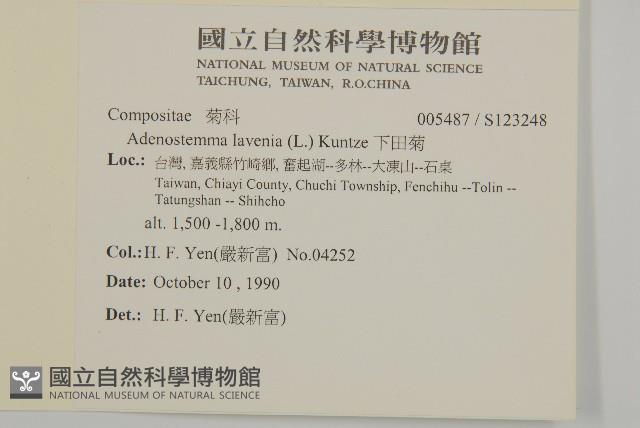 國立自然科學博物館
NATIONAL MUSEUM OF NATURAL SCIENCE
TAICHUNG, TAIWAN, R.O.CHINA
Compositae 菊科 005487 / S123248
Adenostemma lavenia (L.) Kuntze 下田菊
Loc.: 台灣, 嘉義縣竹崎鄉, 奮起湖--多林--大凍山--石桌
Taiwan, Chiayi County, Chuchi Township, Fenchihu --Tolin --
Tatungshan -- Shihcho
alt. 1,500 -1,800 m.
Col.: H. F. Yen(嚴新富) No.04252
Date: October 10 , 1990
Det.: H. F. Yen(嚴新富)
國立自然科學博物館
NATIONAL MUSEUM OF NATURAL SCIENCE